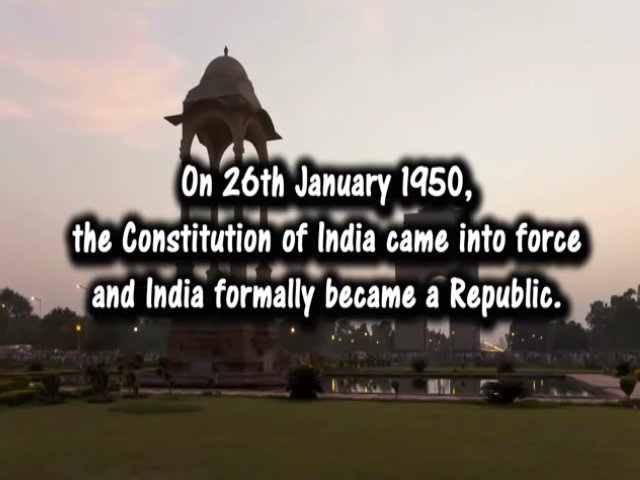 On 26th January 1950,
the Constitution of India came into force
and India formally became a Republic.